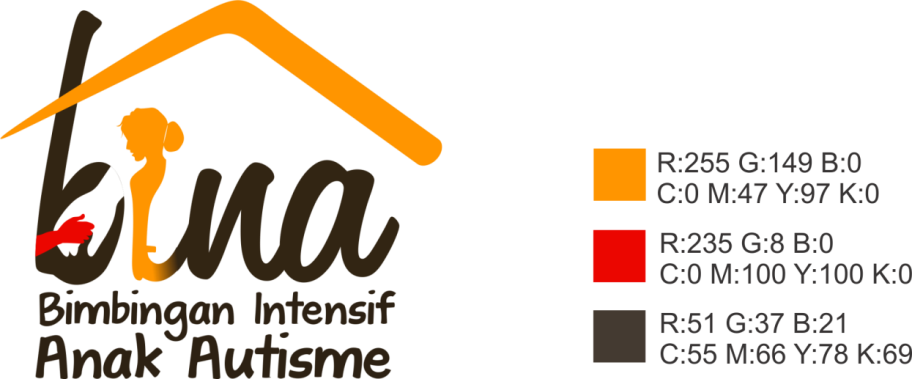 bina
Bimbingan Intensif
Anak Autisme
R:255 G:149 B:0
C:0 M:47 Y:97 K:0
R:235 G:8 B:0
C:0 M:100 Y:100 K:0
R:51 G:37 B:21
C:55 M:66 Y:78 K:69